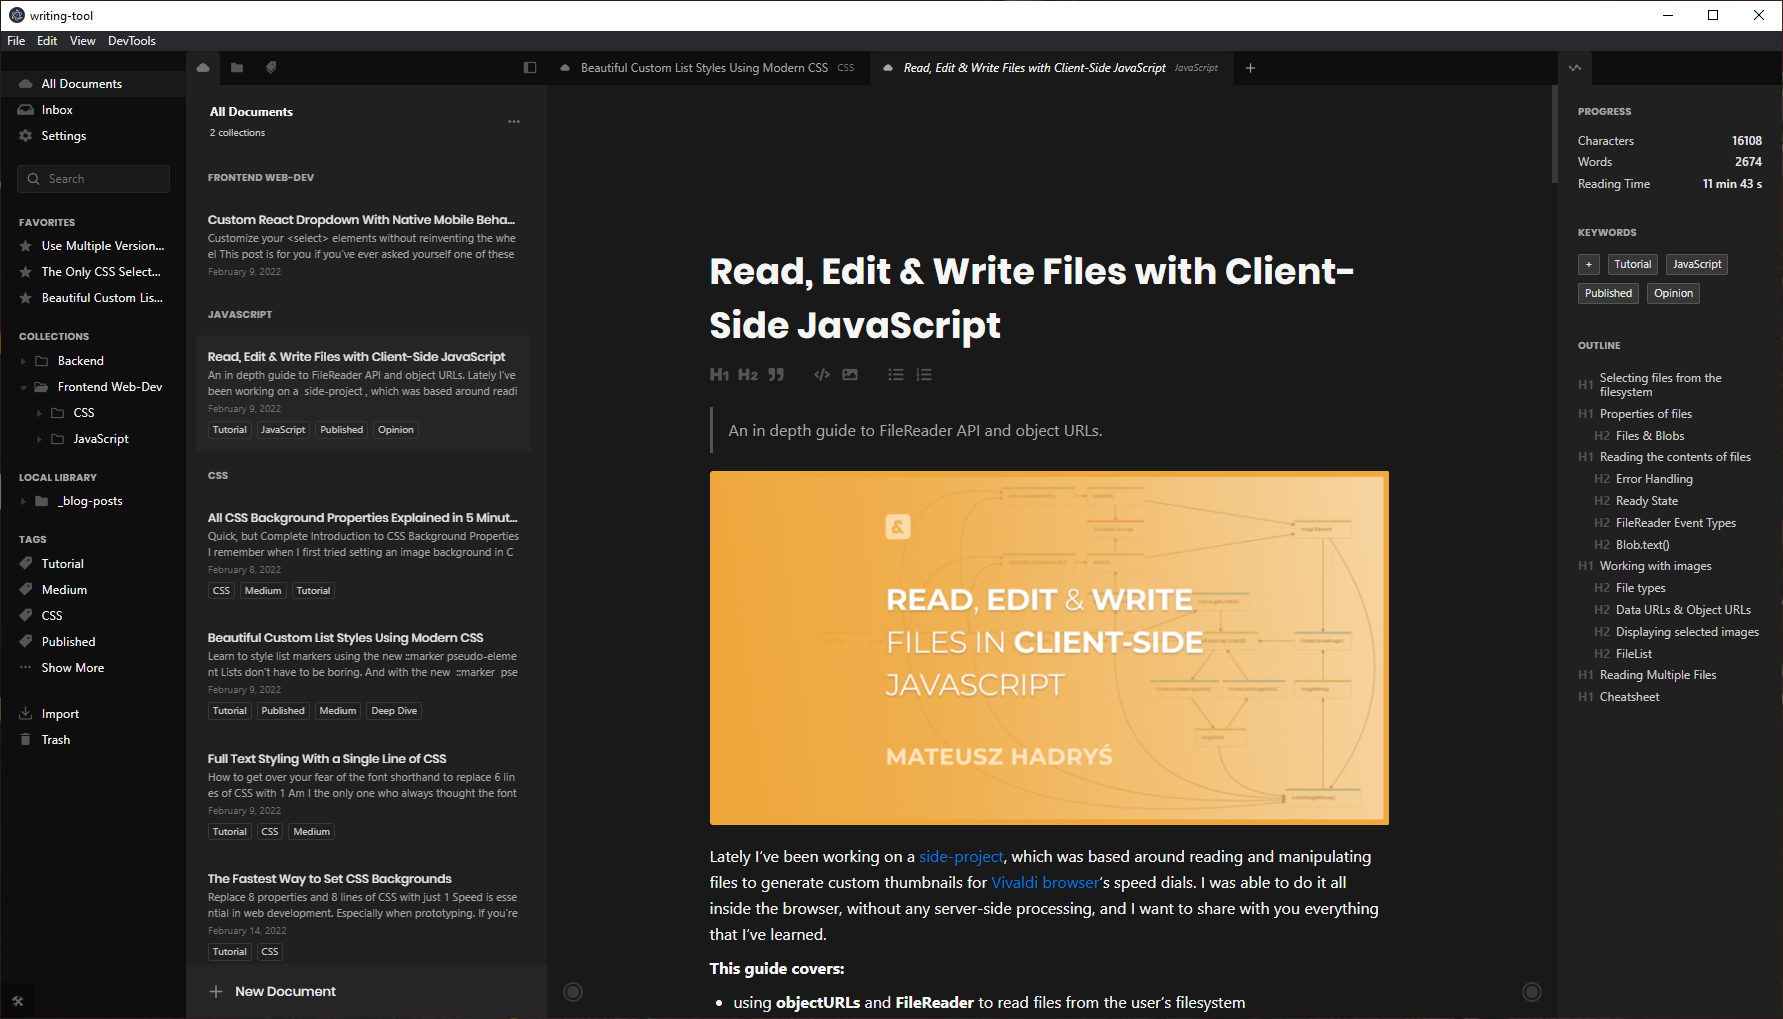 writing-tool
File Edit View DevTools
All Documents
Inbox
Settings
Search
FAVORITES
Use Multiple Version...
The Only CSS Select...
Beautiful Custom Lis...
COLLECTIONS
Backend
Frontend Web-Dev
CSS
JavaScript
LOCAL LIBRARY
_blog-posts
TAGS
Tutorial
Medium
CSS
Published
Show More
Import
Trash
All Documents
2 collections
FRONTEND WEB-DEV
Custom React Dropdown With Native Mobile Beha...
Customize your <select> elements without reinventing the whe
el This post is for you if you've ever asked yourself one of these
February 9, 2022
JAVASCRIPT
Read, Edit & Write Files with Client-Side JavaScript
An in depth guide to FileReader API and object URLs. Lately I've
been working on a side-project , which was based around readi
February 9, 2022
Tutorial JavaScript Published Opinion
CSS
All CSS Background Properties Explained in 5 Minut...
Quick, but Complete Introduction to CSS Background Properties
I remember when I first tried setting an image background in C
February 8, 2022
CSS Medium Tutorial
Beautiful Custom List Styles Using Modern CSS
Learn to style list markers using the new ::marker pseudo-eleme
nt Lists don't have to be boring. And with the new ::marker pse
February 9, 2022
Tutorial Published Medium Deep Dive
Full Text Styling With a Single Line of CSS
How to get over your fear of the font shorthand to replace 6 lin
es of CSS with 1 Am I the only one who always thought the font
February 9, 2022
Tutorial CSS Medium
The Fastest Way to Set CSS Backgrounds
Replace 8 properties and 8 lines of CSS with just 1 Speed is esse
ntial in web development. Especially when prototyping. If you're
February 14, 2022
Tutorial CSS
+ New Document
Beautiful Custom List Styles Using Modern CSS CSS
Read, Edit & Write Files with Client-Side JavaScript JavaScript
+
Read, Edit & Write Files with Client-
Side JavaScript
H1 H2
An in depth guide to FileReader API and object URLs.
&
READ, EDIT & WRITE
FILES IN CLIENT-SIDE
JAVASCRIPT
MATEUSZ HADRYŚ
Lately I've been working on a side-project, which was based around reading and manipulating
files to generate custom thumbnails for Vivaldi browser's speed dials. I was able to do it all
inside the browser, without any server-side processing, and I want to share with you everything
that I've learned.
This guide covers:
• using objectURLs and FileReader to read files from the user's filesystem
PROGRESS
Characters 16108
Words 2674
Reading Time 11 min 43 s
KEYWORDS
+ Tutorial JavaScript
Published Opinion
OUTLINE
H1 Selecting files from the
filesystem
H1 Properties of files
H2 Files & Blobs
H1 Reading the contents of files
H2 Error Handling
H2 Ready State
H2 FileReader Event Types
H2 Blob.text()
H1 Working with images
H2 File types
H2 Data URLs & Object URLs
H2 Displaying selected images
H2 FileList
H1 Reading Multiple Files
H1 Cheatsheet